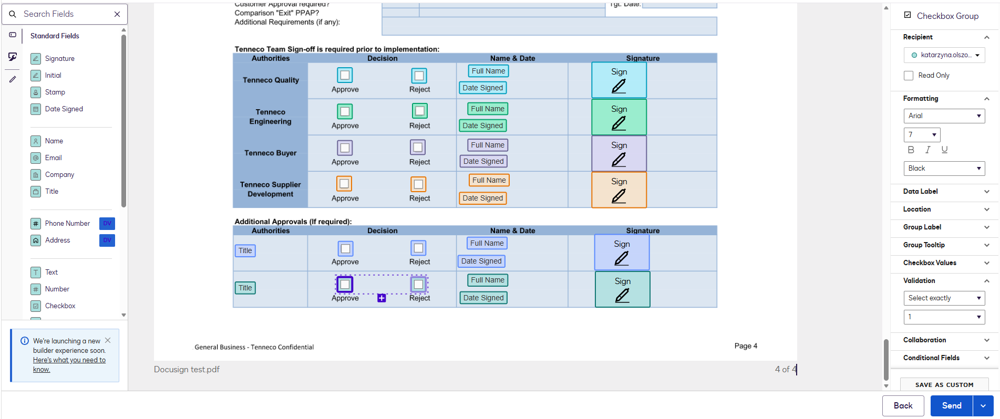 Search Fields
Standard Fields
Signature
Initial
Stamp
Date Signed
Name
Email
Company
Title
Phone Number DV
Address DV
Text
Number
Checkbox
We're launching a new
builder experience soon.
Here's what you need to
know.
Customer Approval required?
Tgt. Date:
Comparison "Exit" PPAP?
Additional Requirements (if any):
Tenneco Team Sign-off is required prior to implementation:
Authorities Decision Name & Date Signature
Tenneco Quality
Approve Reject
Full Name
Date Signed
Sign
Tenneco
Engineering
Approve Reject
Full Name
Date Signed
Sign
Tenneco Buyer
Approve Reject
Full Name
Date Signed
Sign
Tenneco Supplier
Development
Approve Reject
Full Name
Date Signed
Sign
Additional Approvals (If required):
Authorities Decision Name & Date Signature
Title
Approve Reject
Full Name
Date Signed
Sign
Title
Approve Reject
Full Name
Date Signed
Sign
General Business - Tenneco Confidential
Page 4
Docusign test.pdf
4 of 4
Checkbox Group
Recipient
katarzyna.olszo...
Read Only
Formatting
Arial
7
B I U
Black
Data Label
Location
Group Label
Group Tooltip
Checkbox Values
Validation
Select exactly
1
Collaboration
Conditional Fields
SAVE AS CUSTOM
Back
Send